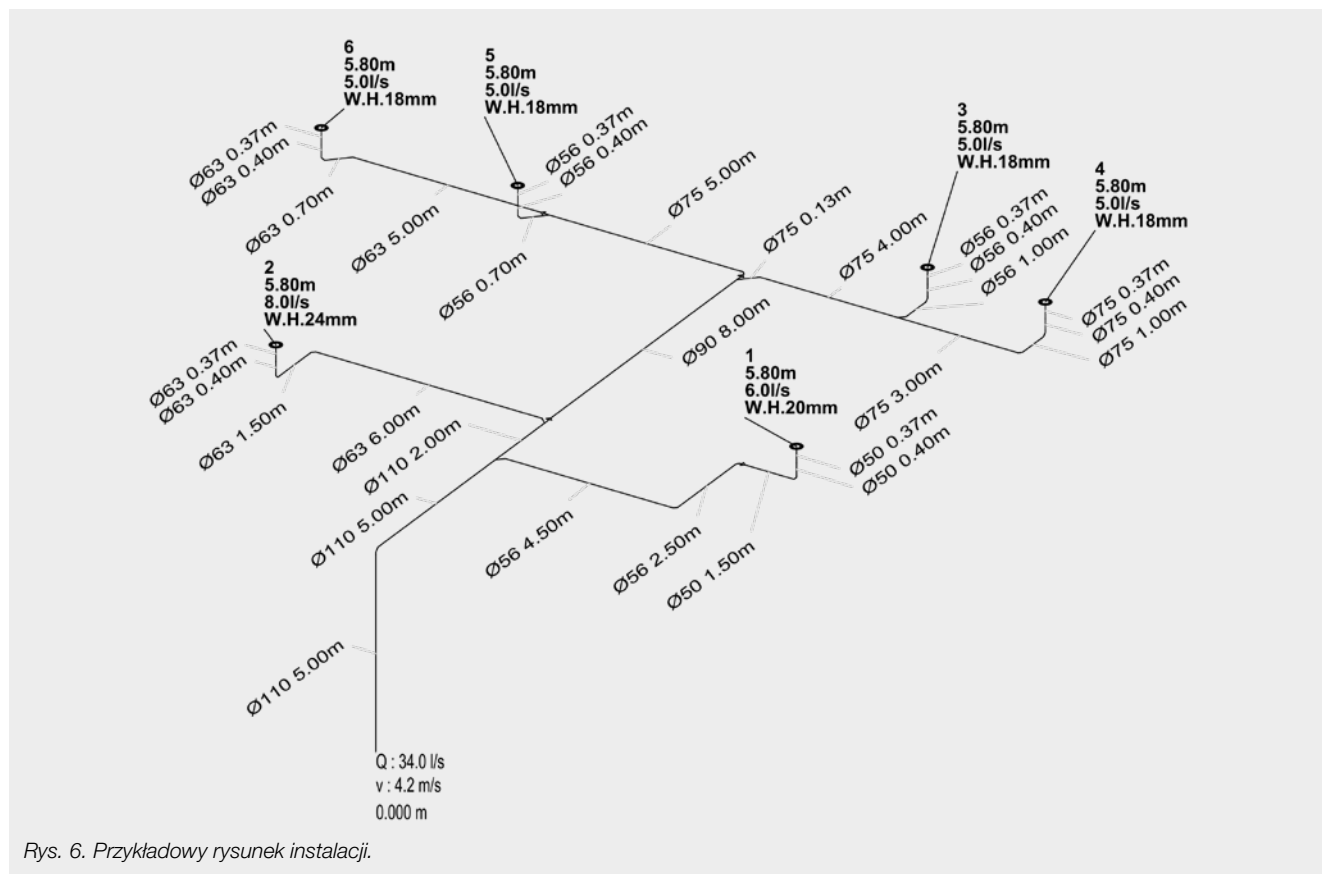 6
5.80m
5.0l/s
W.H.18mm
5
5.80m
5.0l/s
W.H.18mm
3
5.80m
5.0l/s
W.H.18mm
4
5.80m
5.0l/s
W.H.18mm
Ø63 0.37m
Ø63 0.40m
Ø63 0.70m
Ø63 5.00m
Ø56 0.37m
Ø56 0.40m
Ø56 0.70m
Ø75 5.00m
Ø75 0.13m
Ø75 4.00m
Ø56 0.37m
Ø56 0.40m
Ø56 1.00m
Ø75 0.37m
Ø75 0.40m
Ø75 1.00m
Ø75 3.00m
Ø90 8.00m
2
5.80m
8.0l/s
W.H.24mm
Ø63 0.37m
Ø63 0.40m
Ø63 1.50m
Ø63 6.00m
Ø110 2.00m
Ø110 5.00m
1
5.80m
6.0l/s
W.H.20mm
Ø50 0.37m
Ø50 0.40m
Ø56 4.50m
Ø56 2.50m
Ø50 1.50m
Ø110 5.00m
Q : 34.0 l/s
v : 4.2 m/s
0.000 m
Rys. 6. Przykładowy rysunek instalacji.